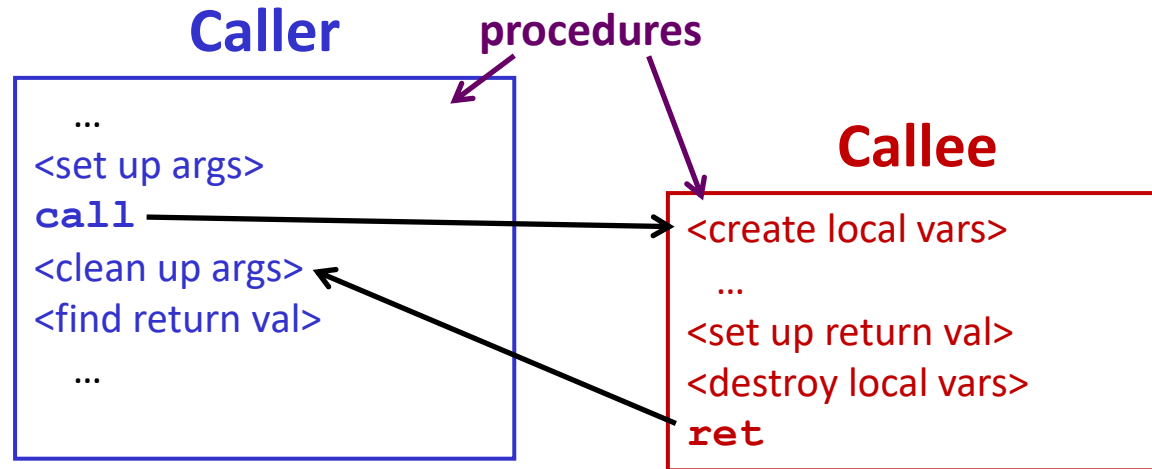 Caller
procedures
...
<set up args>
call
<clean up args>
<find return val>
...
Callee
<create local vars>
...
<set up return val>
<destroy local vars>
ret